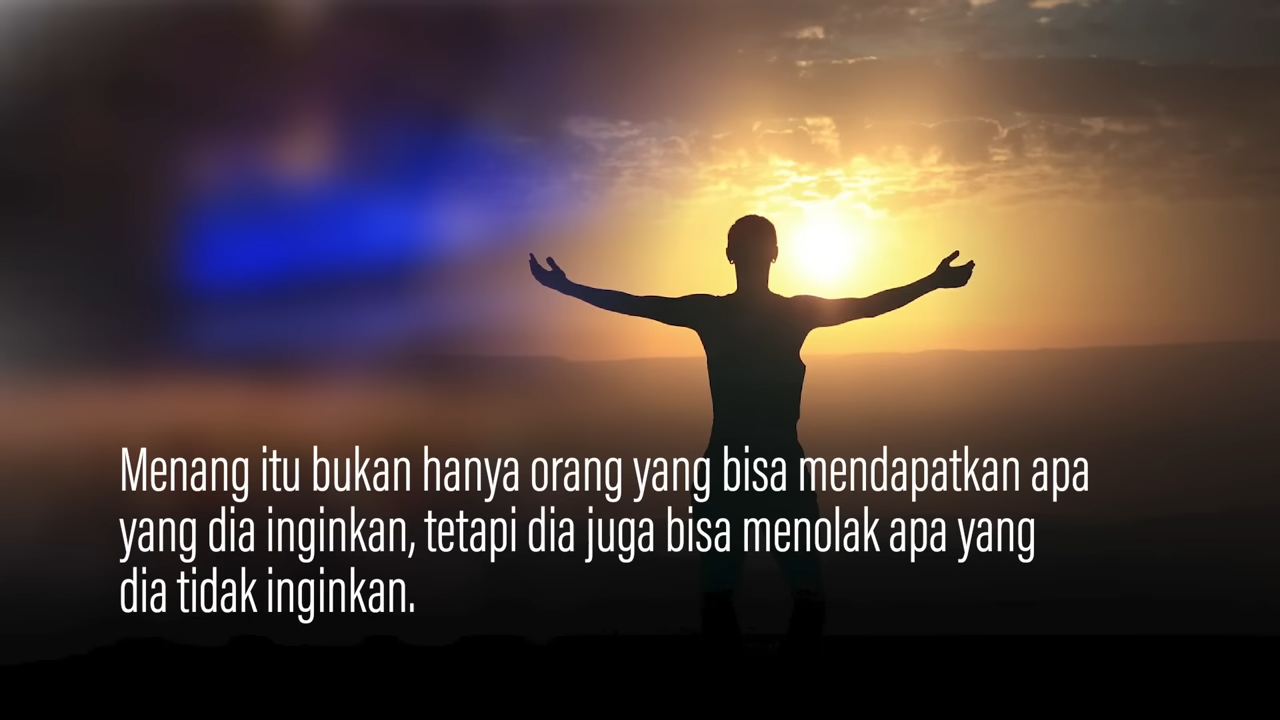 Menang itu bukan hanya orang yang bisa mendapatkan apa
yang dia inginkan, tetapi dia juga bisa menolak apa yang
dia tidak inginkan.